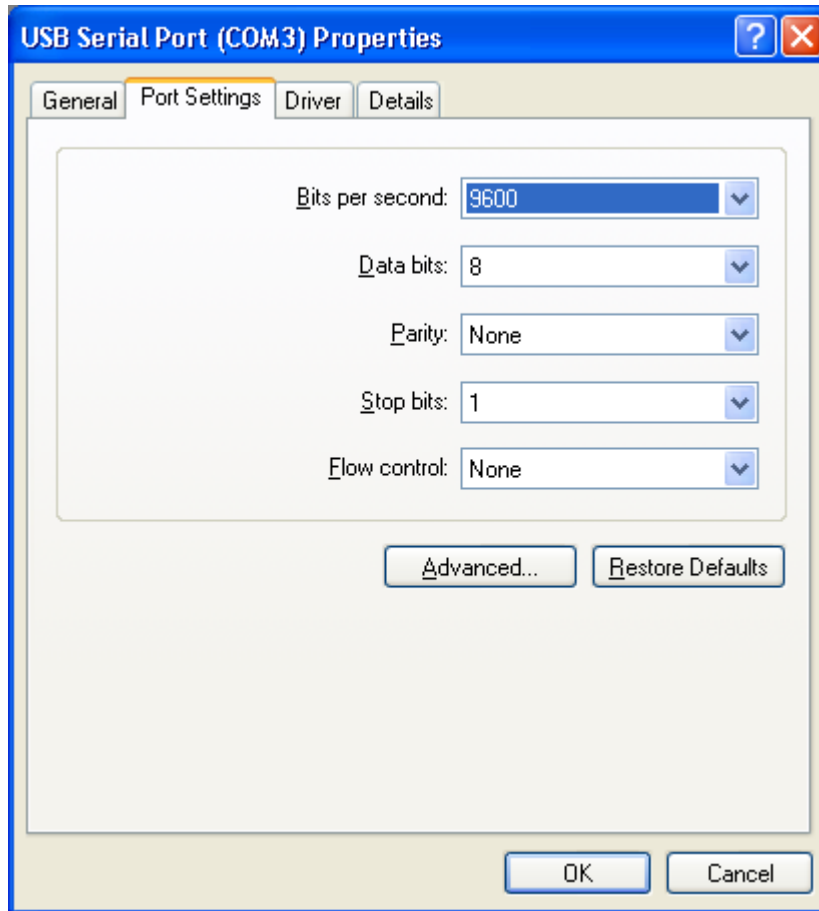 USB Serial Port (COM3) Properties
General Port Settings Driver Details
Bits per second: 9600
Data bits: 8
Parity: None
Stop bits: 1
Flow control: None
Advanced... Restore Defaults
OK Cancel